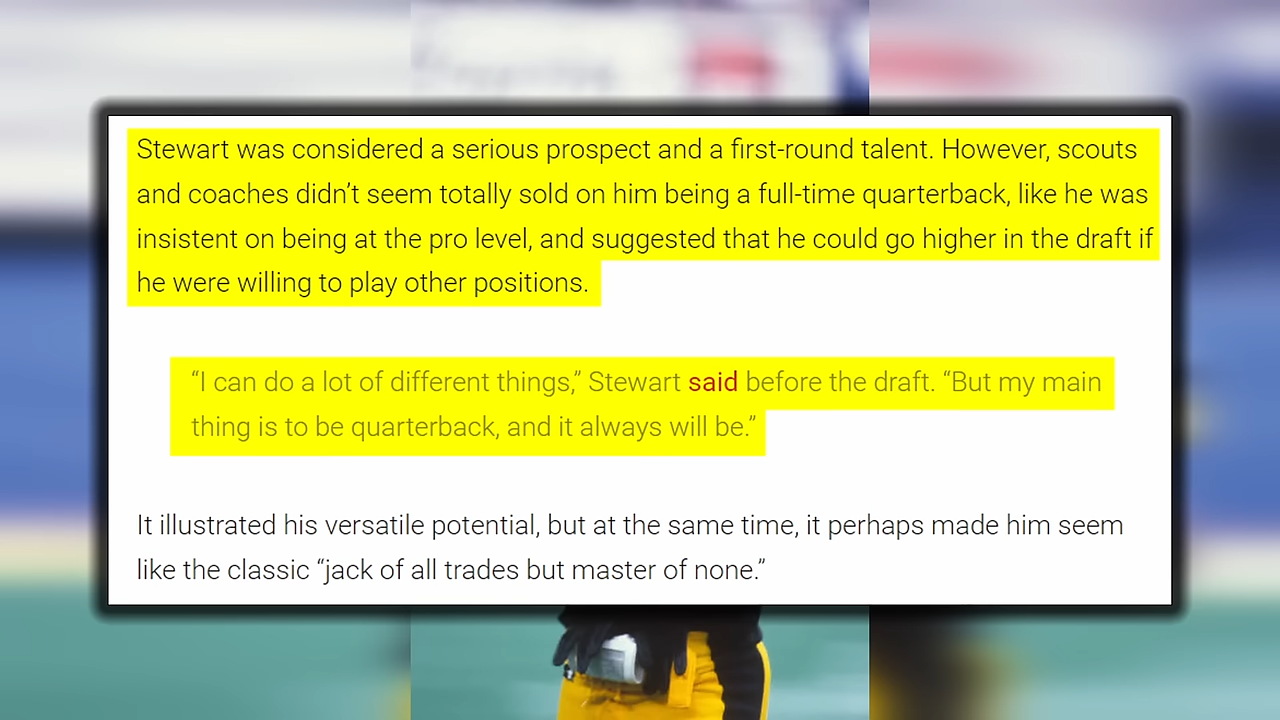 Stewart was considered a serious prospect and a first-round talent. However, scouts
and coaches didn’t seem totally sold on him being a full-time quarterback, like he was
insistent on being at the pro level, and suggested that he could go higher in the draft if
he were willing to play other positions.
“I can do a lot of different things,” Stewart said before the draft. “But my main
thing is to be quarterback, and it always will be.”
It illustrated his versatile potential, but at the same time, it perhaps made him seem
like the classic “jack of all trades but master of none.”